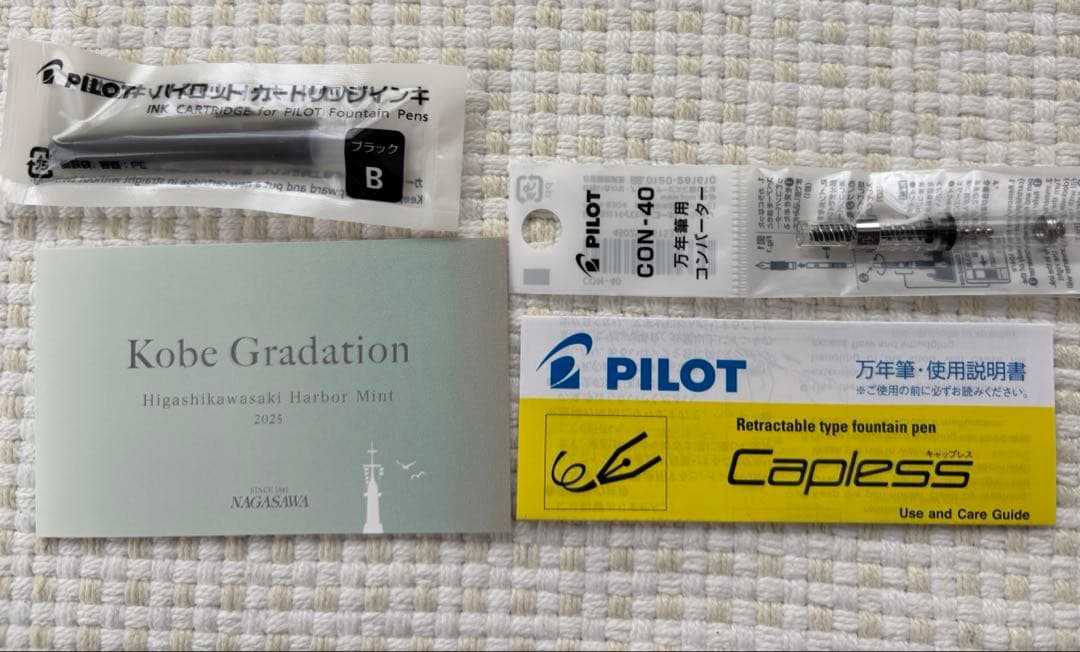 PILOT パイロット カートリッジインキ
INK CARTRIDGE for PILOT Fountain Pens
ブラック
B
PILOT
CON-40
万年筆用
コンバーター
Kobe Gradation
Higashikawasaki Harbor Mint
2025
SINCE 1882
NAGASAWA
PILOT
万年筆・使用説明書
※ご使用の前に必ずお読みください。
Retractable type fountain pen
キャップレス
Capless
Use and Care Guide